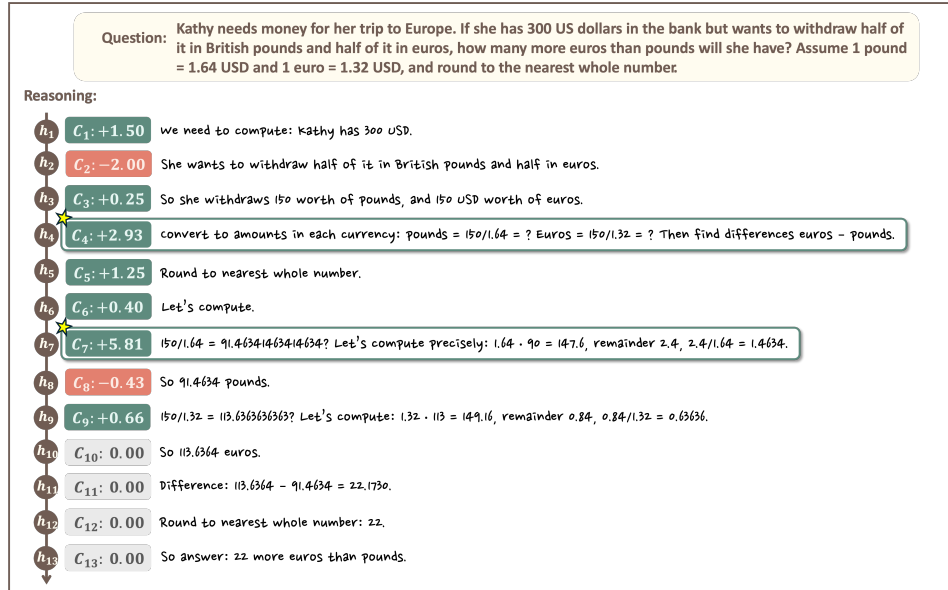 Question: Kathy needs money for her trip to Europe. If she has 300 US dollars in the bank but wants to withdraw half of
it in British pounds and half of it in euros, how many more euros than pounds will she have? Assume 1 pound
= 1.64 USD and 1 euro = 1.32 USD, and round to the nearest whole number.
Reasoning:
h₁ C₁: +1.50 We need to compute: Kathy has 300 USD.
h₂ C₂: −2.00 She wants to withdraw half of it in British pounds and half in euros.
h₃ C₃: +0.25 So she withdraws 150 worth of pounds, and 150 USD worth of euros.
h₄ C₄: +2.93 convert to amounts in each currency: pounds = 150/1.64 = ? Euros = 150/1.32 = ? Then find differences euros - pounds.
h₅ C₅: +1.25 Round to nearest whole number.
h₆ C₆: +0.40 Let's compute.
h₇ C₇: +5.81 150/1.64 = 91.46341463414634? Let's compute precisely: 1.64 · 90 = 147.6, remainder 2.4, 2.4/1.64 = 1.4634.
h₈ C₈: −0.43 So 91.4634 pounds.
h₉ C₉: +0.66 150/1.32 = 113.6363636363? Let's compute: 1.32 · 113 = 149.16, remainder 0.84, 0.84/1.32 = 0.63636.
h₁₀ C₁₀: 0.00 So 113.6364 euros.
h₁₁ C₁₁: 0.00 Difference: 113.6364 - 91.4634 = 22.1730.
h₁₂ C₁₂: 0.00 Round to nearest whole number: 22.
h₁₃ C₁₃: 0.00 So answer: 22 more euros than pounds.